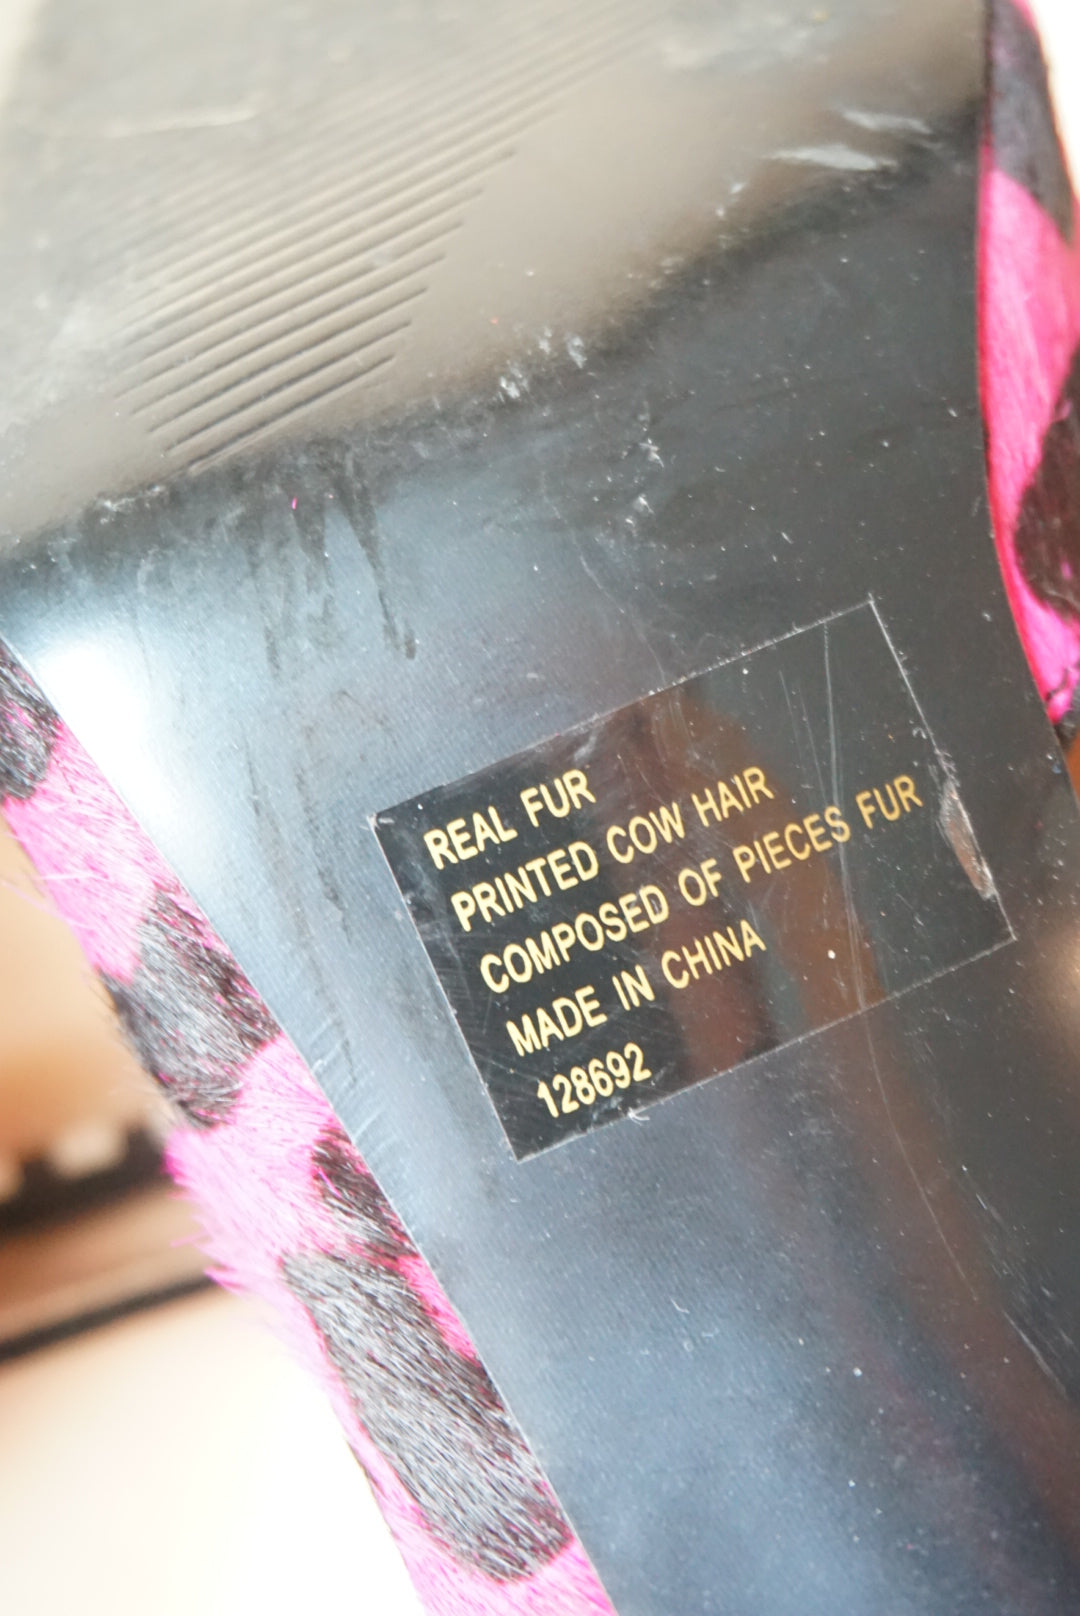 REAL FUR
PRINTED COW HAIR
COMPOSED OF PIECES FUR
MADE IN CHINA
128692